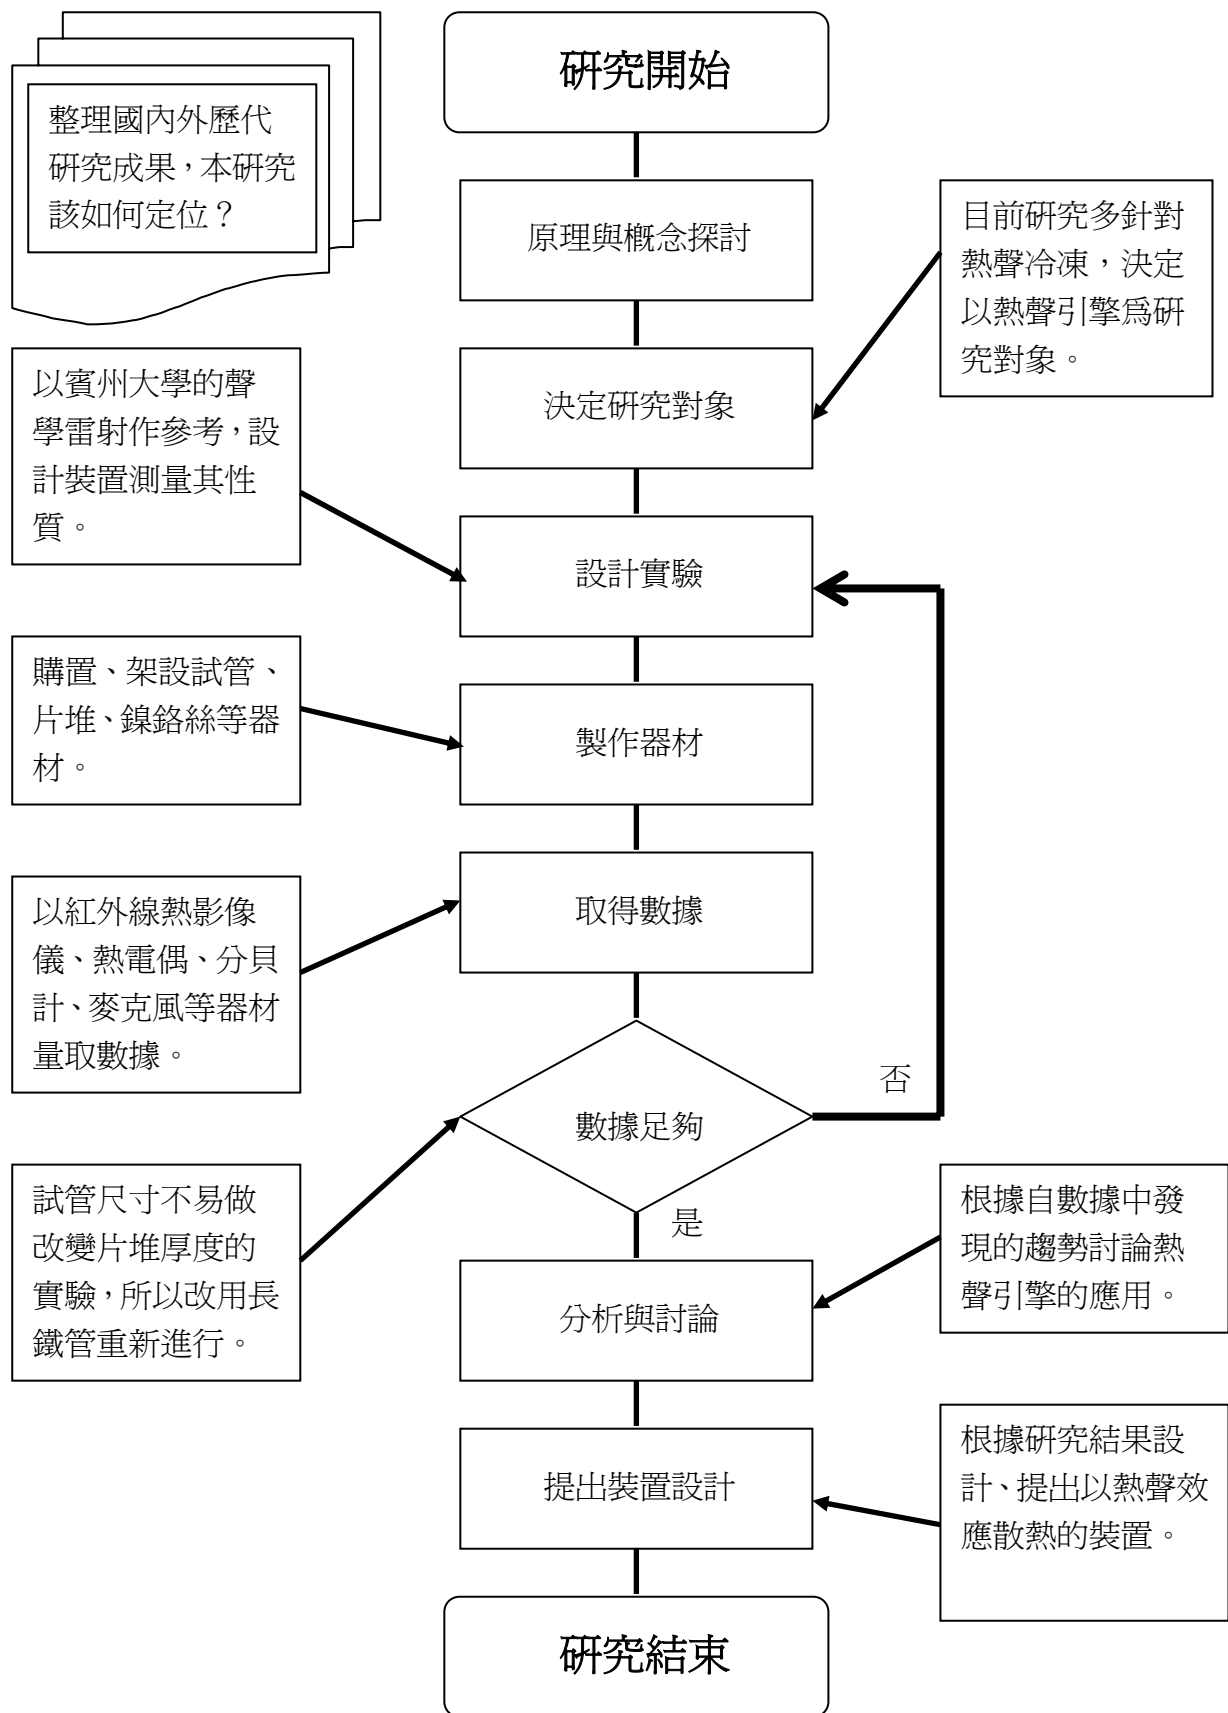 研究開始
整理國內外歷代
研究成果，本研究
該如何定位？
原理與概念探討
目前研究多針對
熱聲冷凍，決定
以熱聲引擎為研
究對象。
決定研究對象
以賓州大學的聲
學雷射作參考，設
計裝置測量其性
質。
設計實驗
購置、架設試管、
片堆、鎳鉻絲等器
材。
製作器材
以紅外線熱影像
儀、熱電偶、分貝
計、麥克風等器材
量取數據。
取得數據
數據足夠
否
是
試管尺寸不易做
改變片堆厚度的
實驗，所以改用長
鐵管重新進行。
根據自數據中發
現的趨勢討論熱
聲引擎的應用。
分析與討論
提出裝置設計
根據研究結果設
計、提出以熱聲效
應散熱的裝置。
研究結束